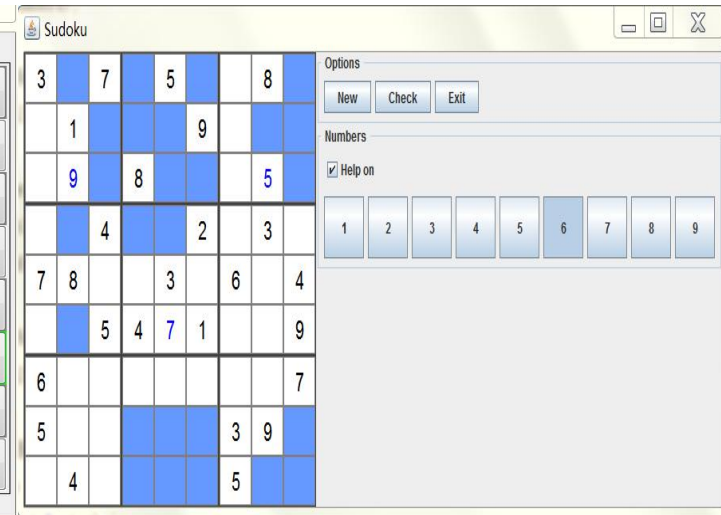 Sudoku
3 7 5 8
1 9
9 8 5
4 2 3
7 8 3 6 4
5 4 7 1 9
6 7
5 3 9
4 5
Options
New Check Exit
Numbers
Help on
1 2 3 4 5 6 7 8 9